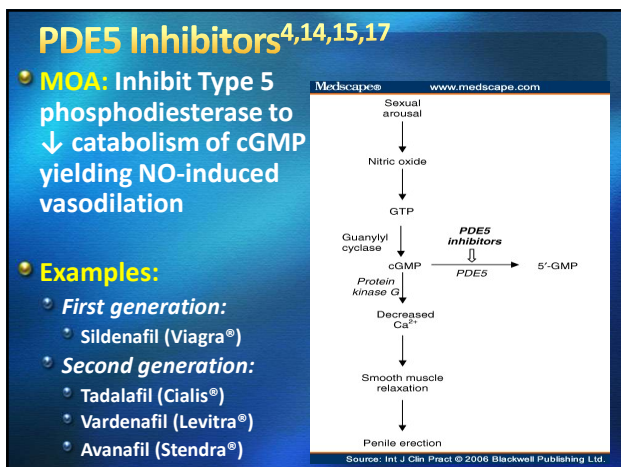 PDE5 Inhibitors4,14,15,17
MOA: Inhibit Type 5
phosphodiesterase to
↓ catabolism of cGMP
yielding NO-induced
vasodilation
Examples:
First generation:
Sildenafil (Viagra®)
Second generation:
Tadalafil (Cialis®)
Vardenafil (Levitra®)
Avanafil (Stendra®)
Medscape® www.medscape.com
Sexual
arousal
Nitric oxide
GTP
Guanylyl
cyclase
PDE5
inhibitors
cGMP
PDE5
5′-GMP
Protein
kinase G
Decreased
Ca2+
Smooth muscle
relaxation
Penile erection
Source: Int J Clin Pract © 2006 Blackwell Publishing Ltd.